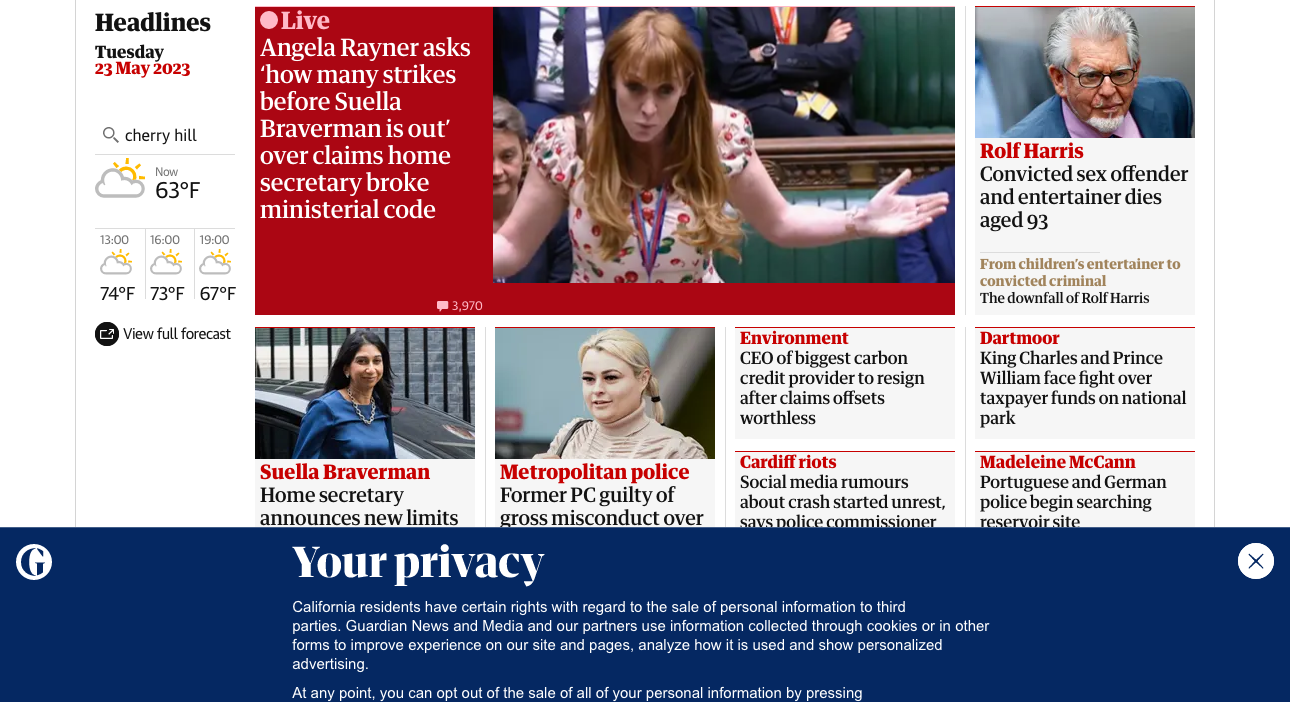 Headlines
Tuesday
23 May 2023
cherry hill
Now
63°F
13:00
16:00
19:00
74°F
73°F
67°F
View full forecast
Live
Angela Rayner asks
‘how many strikes
before Suella
Braverman is out’
over claims home
secretary broke
ministerial code
3,970
Rolf Harris
Convicted sex offender
and entertainer dies
aged 93
From children’s entertainer to
convicted criminal
The downfall of Rolf Harris
Suella Braverman
Home secretary
announces new limits
Metropolitan police
Former PC guilty of
gross misconduct over
Environment
CEO of biggest carbon
credit provider to resign
after claims offsets
worthless
Cardiff riots
Social media rumours
about crash started unrest,
says police commissioner
Dartmoor
King Charles and Prince
William face fight over
taxpayer funds on national
park
Madeleine McCann
Portuguese and German
police begin searching
reservoir site
G
Your privacy
California residents have certain rights with regard to the sale of personal information to third
parties. Guardian News and Media and our partners use information collected through cookies or in other
forms to improve experience on our site and pages, analyze how it is used and show personalized
advertising.
At any point, you can opt out of the sale of all of your personal information by pressing